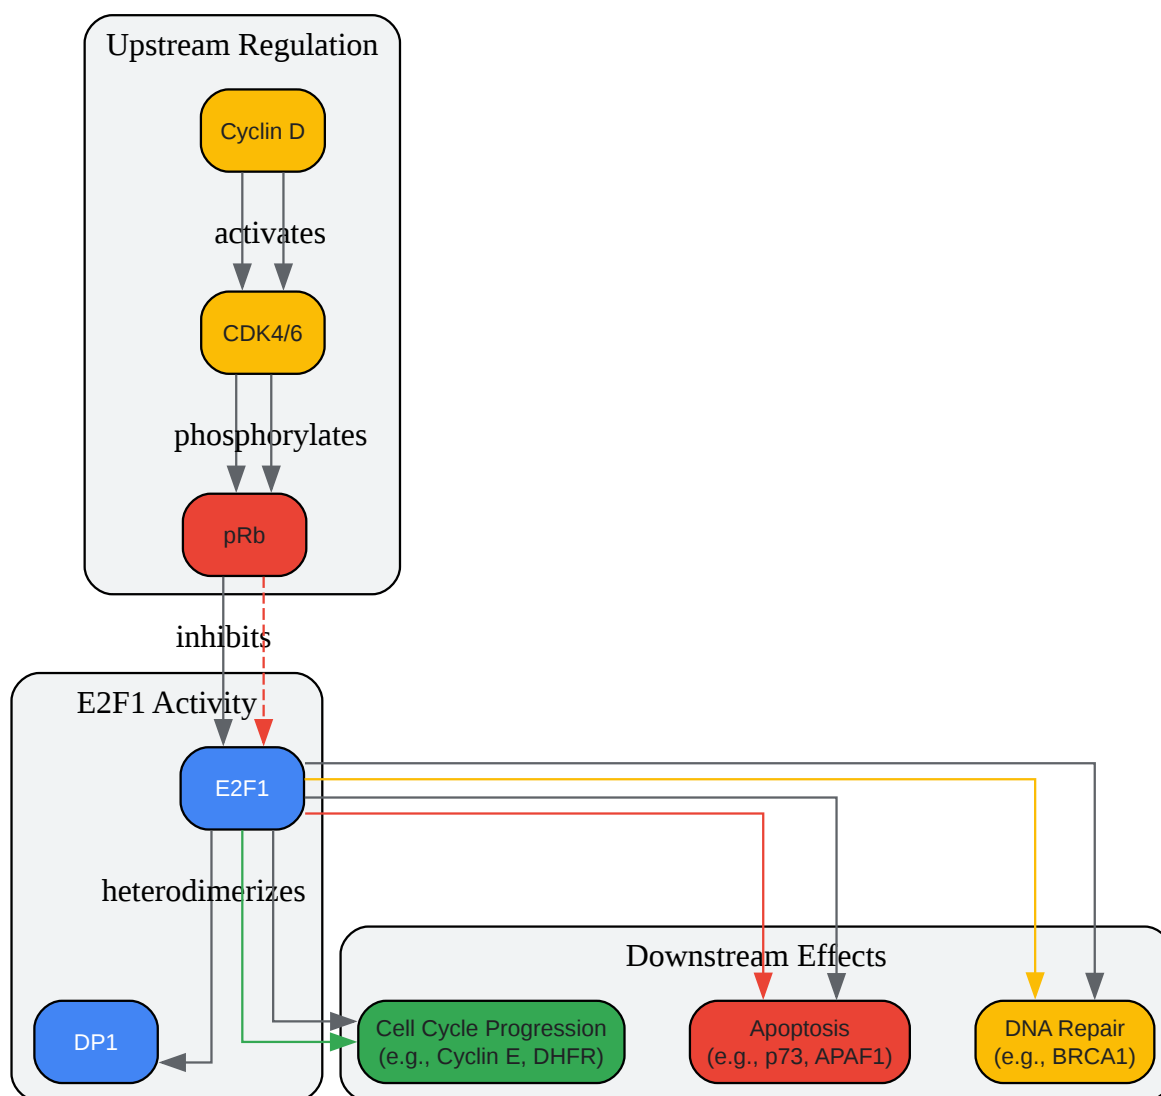 Upstream Regulation
Cyclin D
activates
CDK4/6
phosphorylates
pRb
inhibits
E2F1 Activity
E2F1
heterodimerizes
Downstream Effects
DP1
Cell Cycle Progression
(e.g., Cyclin E, DHFR)
Apoptosis
(e.g., p73, APAF1)
DNA Repair
(e.g., BRCA1)